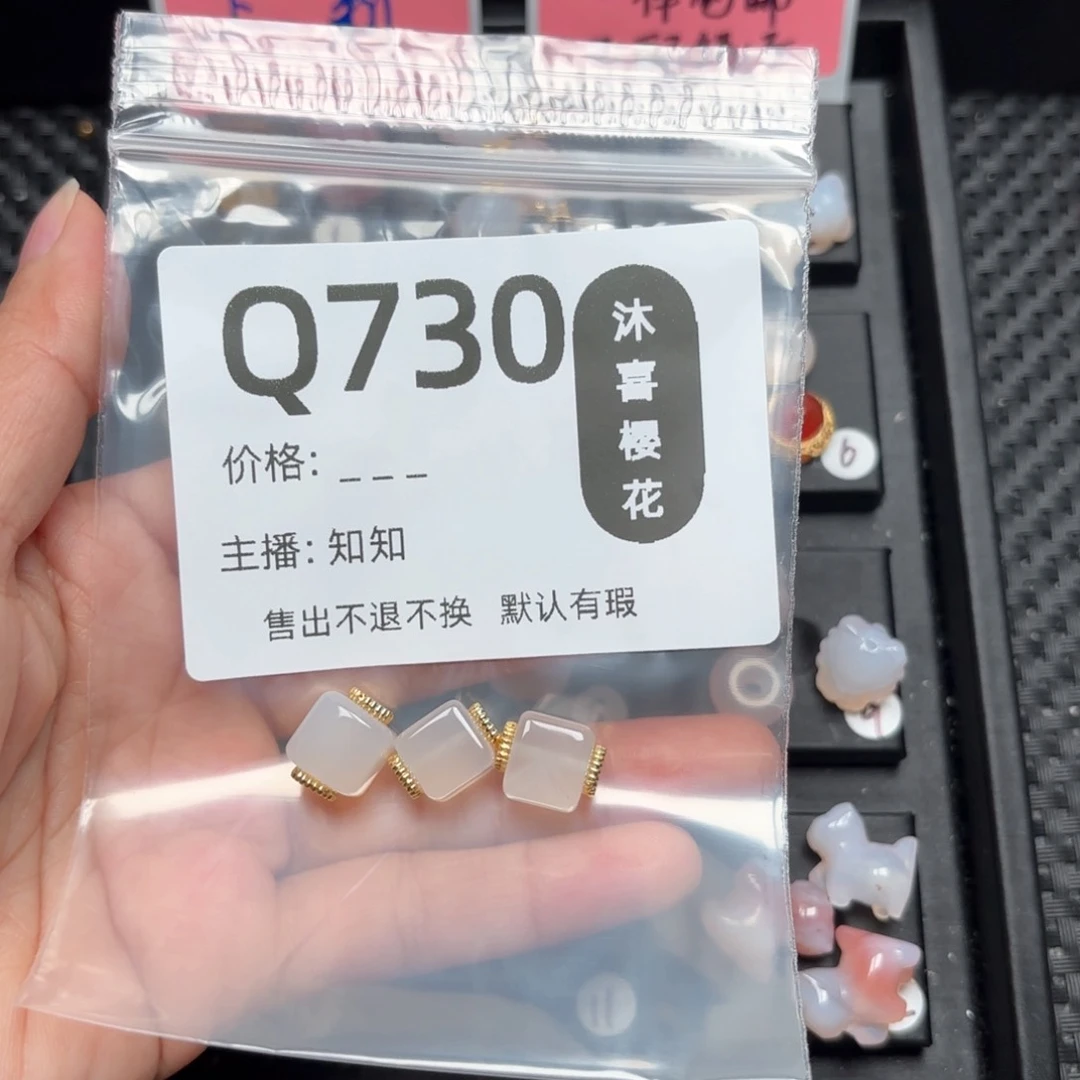 Q730
沐喜樱花
价格: _ _ _
主播: 知知
售出不退不换 默认有瑕
6